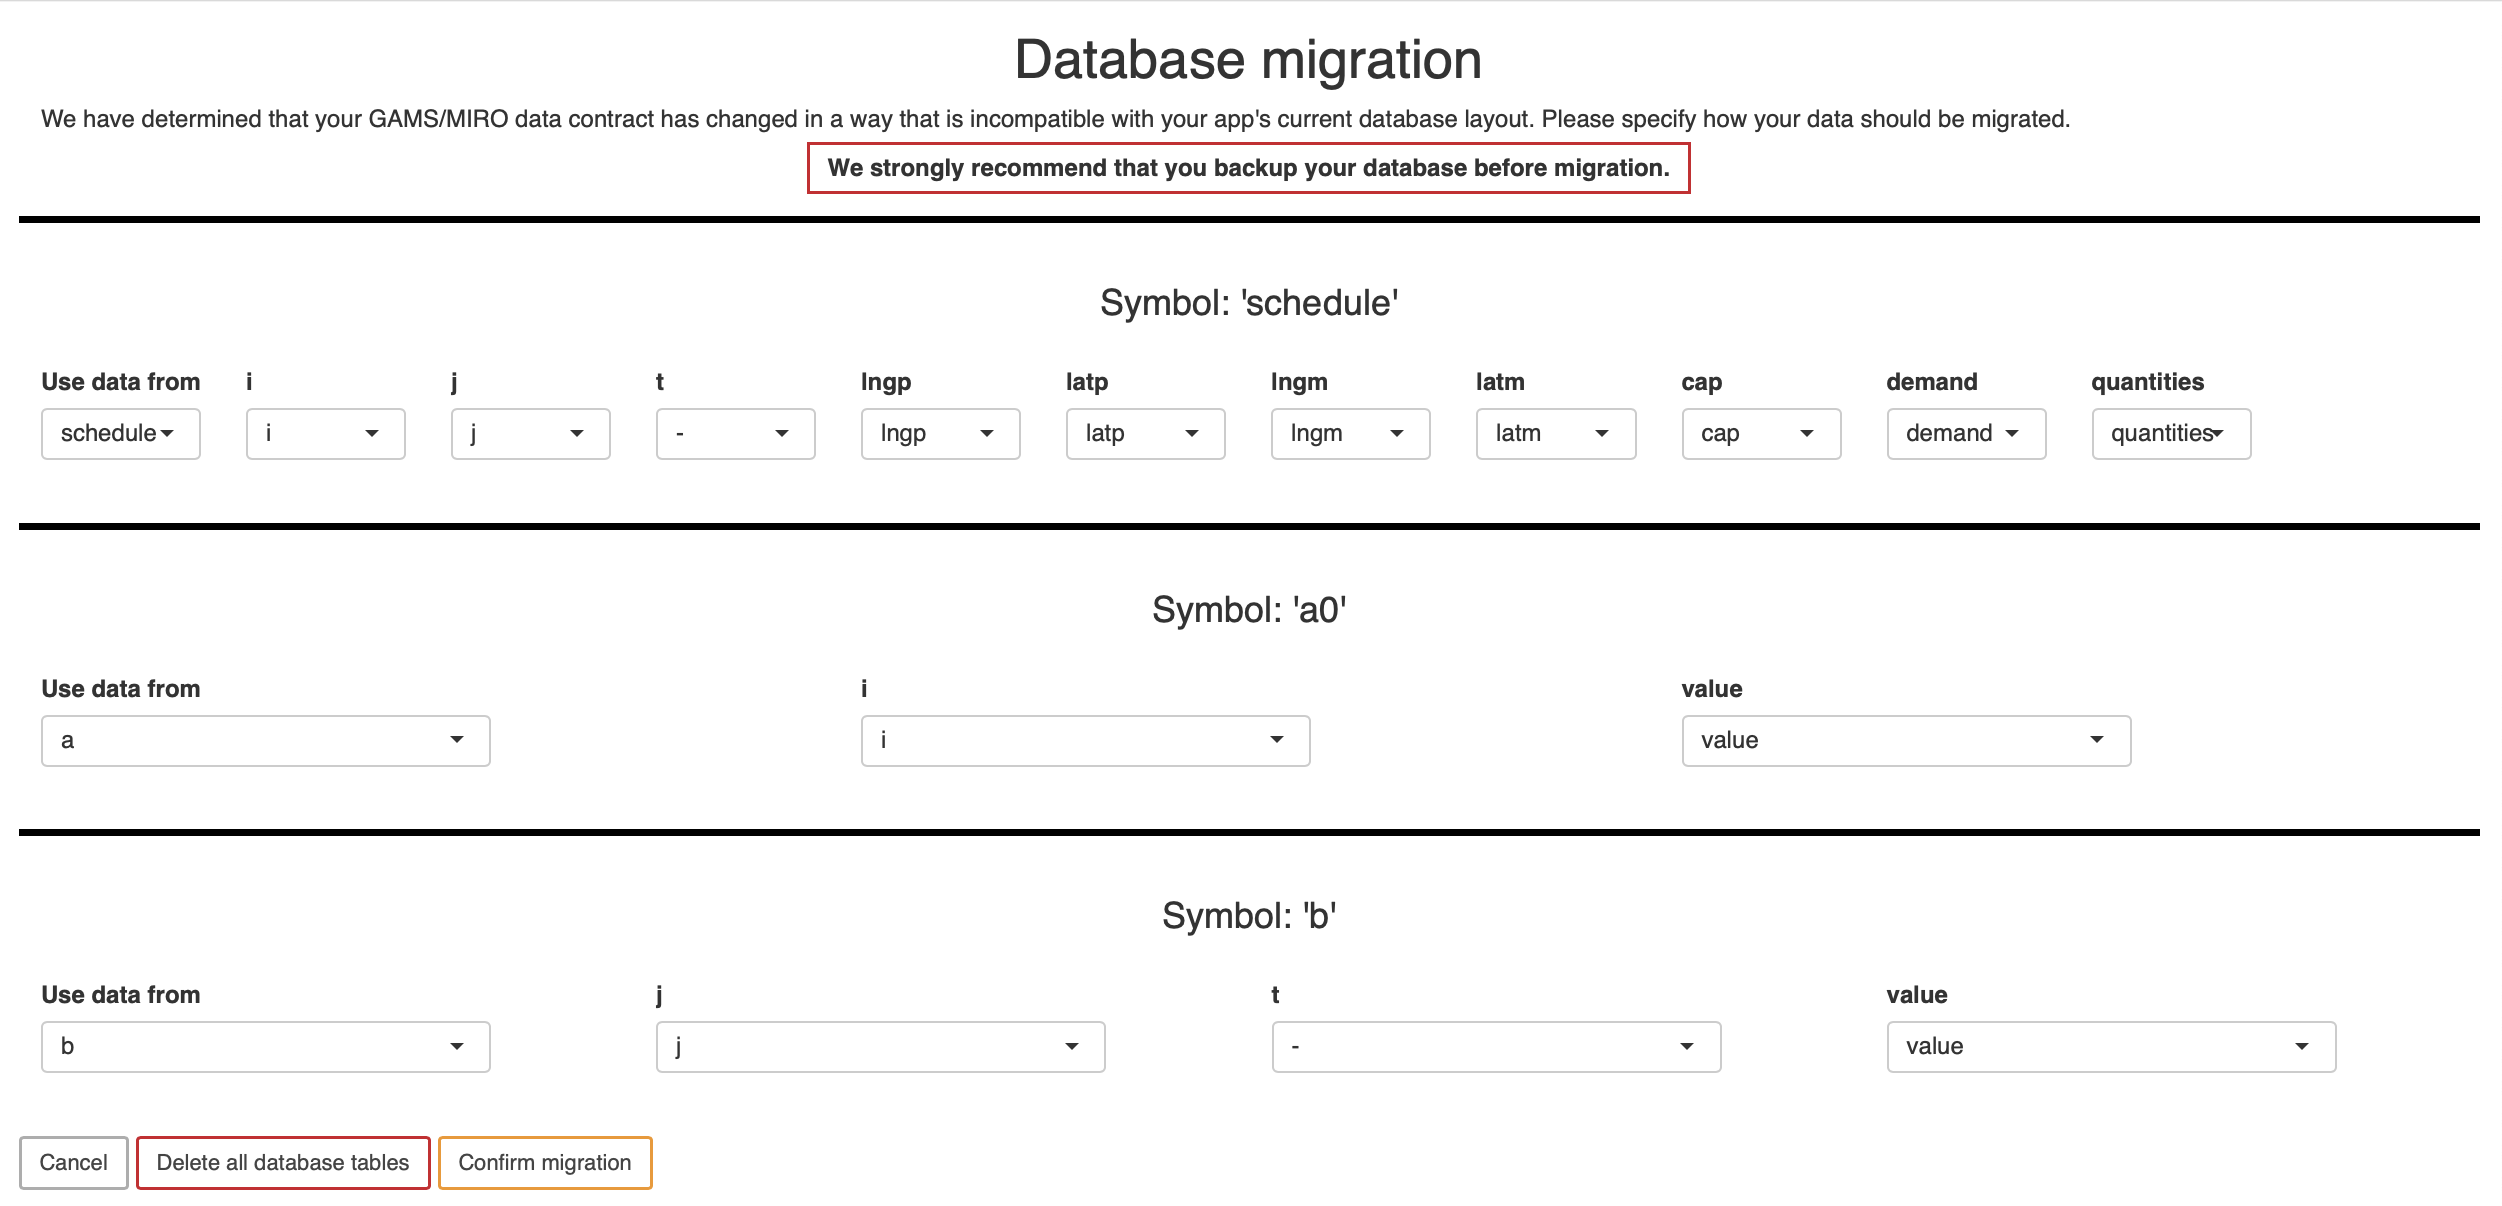 Database migration
We have determined that your GAMS/MIRO data contract has changed in a way that is incompatible with your app's current database layout. Please specify how your data should be migrated.
We strongly recommend that you backup your database before migration.
Symbol: 'schedule'
Use data from i j t lngp latp lngm latm cap demand quantities
schedule i j - lngp latp lngm latm cap demand quantities
Symbol: 'a0'
Use data from i value
a i value
Symbol: 'b'
Use data from j t value
b j - value
Cancel Delete all database tables Confirm migration